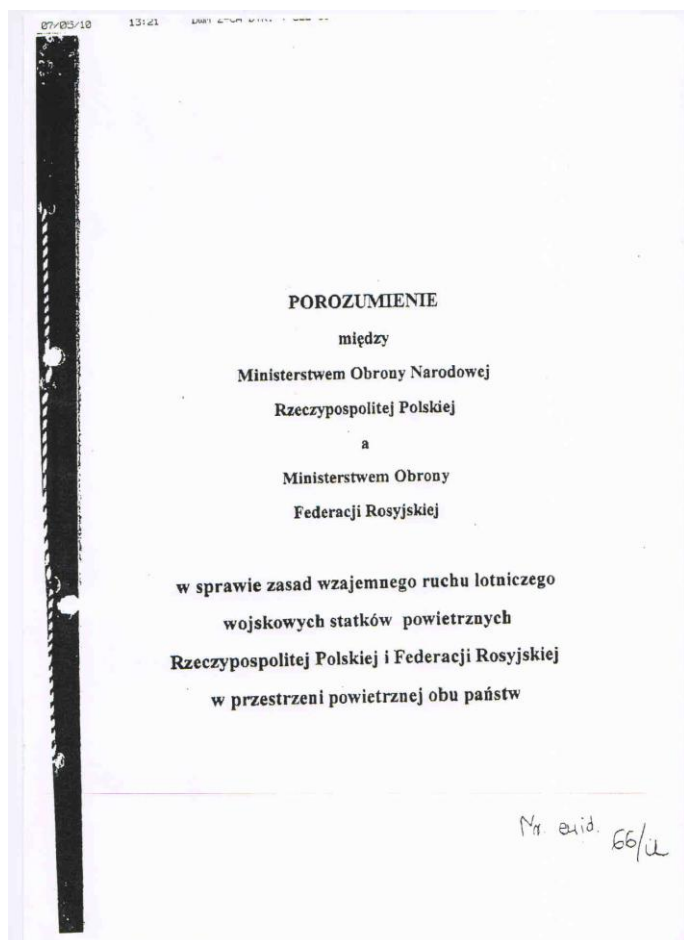 07/05/10 13:21
POROZUMIENIE
między
Ministerstwem Obrony Narodowej
Rzeczypospolitej Polskiej
a
Ministerstwem Obrony
Federacji Rosyjskiej
w sprawie zasad wzajemnego ruchu lotniczego
wojskowych statków powietrznych
Rzeczypospolitej Polskiej i Federacji Rosyjskiej
w przestrzeni powietrznej obu państw
Nr. ewid. 66/